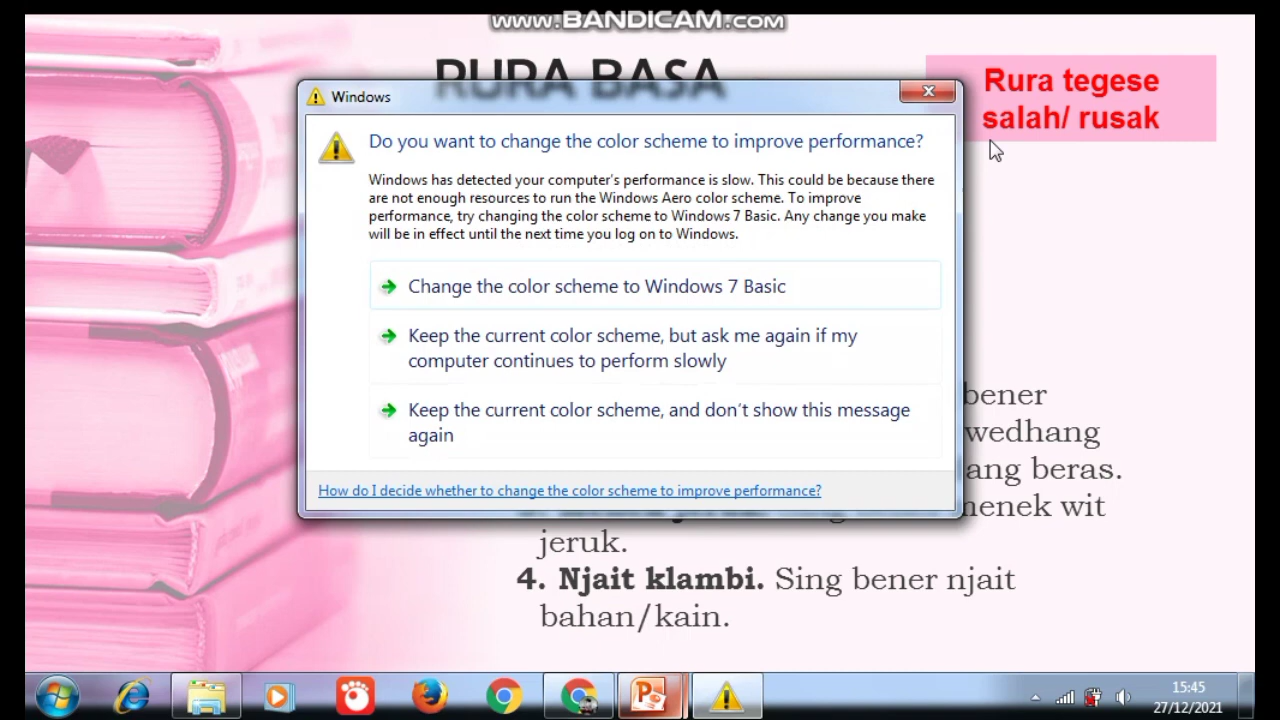 www.BANDICAM.com
RURA BASA
Rura tegese
salah/ rusak
Windows
Do you want to change the color scheme to improve performance?
Windows has detected your computer's performance is slow. This could be because there
are not enough resources to run the Windows Aero color scheme. To improve
performance, try changing the color scheme to Windows 7 Basic. Any change you make
will be in effect until the next time you log on to Windows.
Change the color scheme to Windows 7 Basic
Keep the current color scheme, but ask me again if my
computer continues to perform slowly
Keep the current color scheme, and don't show this message
again
How do I decide whether to change the color scheme to improve performance?
bener
wedhang
ang beras.
menek wit
jeruk.
4. Njait klambi. Sing bener njait
bahan/kain.
15:45
27/12/2021